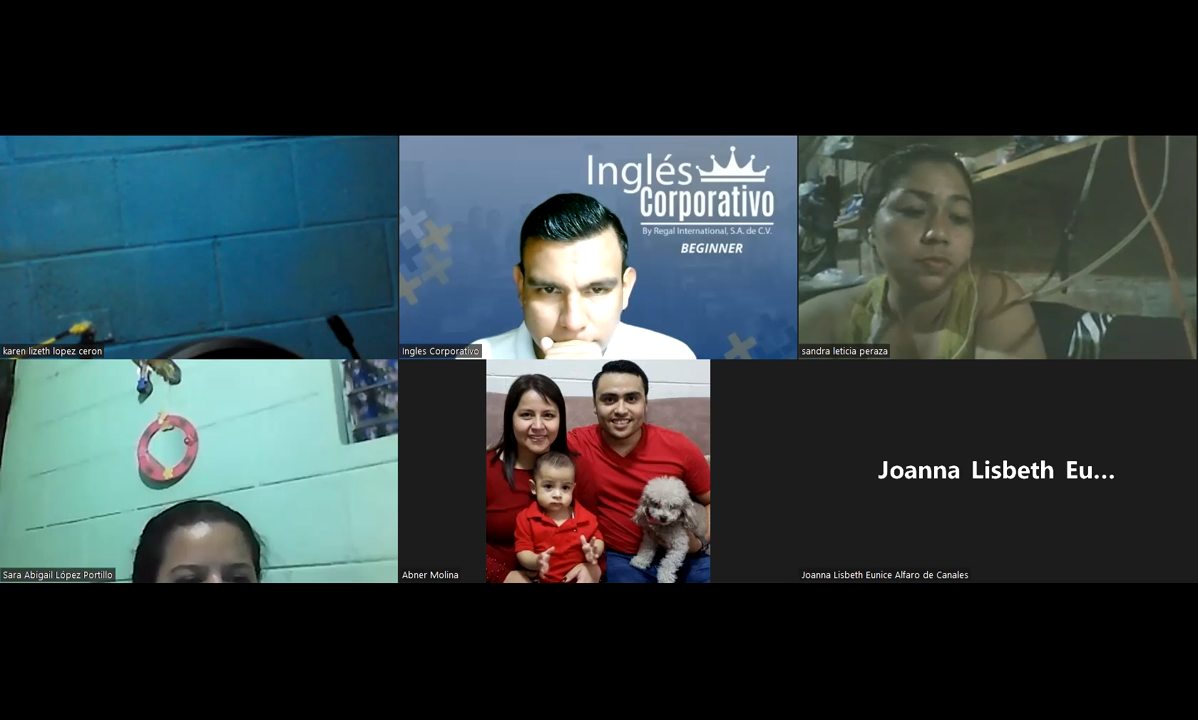 Inglés
Corporativo
By Regal International, S.A. de C.V.
BEGINNER
karen lizeth lopez ceron
Ingles Corporativo
sandra leticia peraza
Joanna Lisbeth Eu...
Sara Abigail López Portillo
Abner Molina
Joanna Lisbeth Eunice Alfaro de Canales